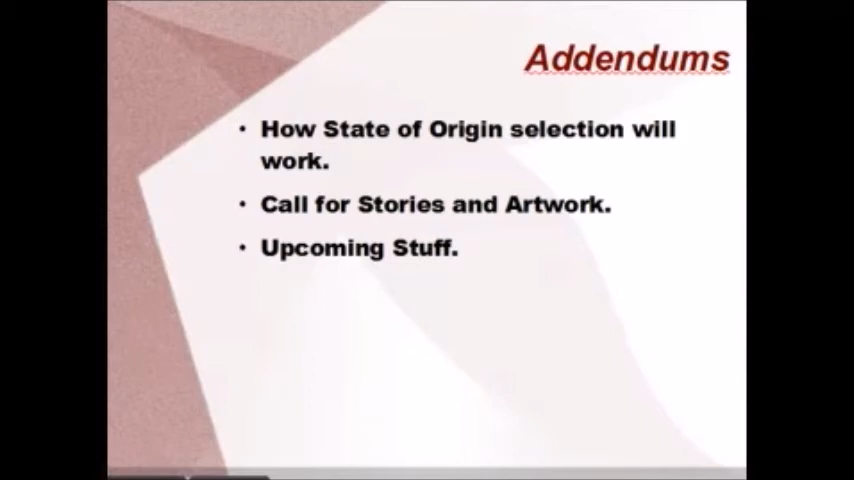 Addendums
• How State of Origin selection will
work.
• Call for Stories and Artwork.
• Upcoming Stuff.